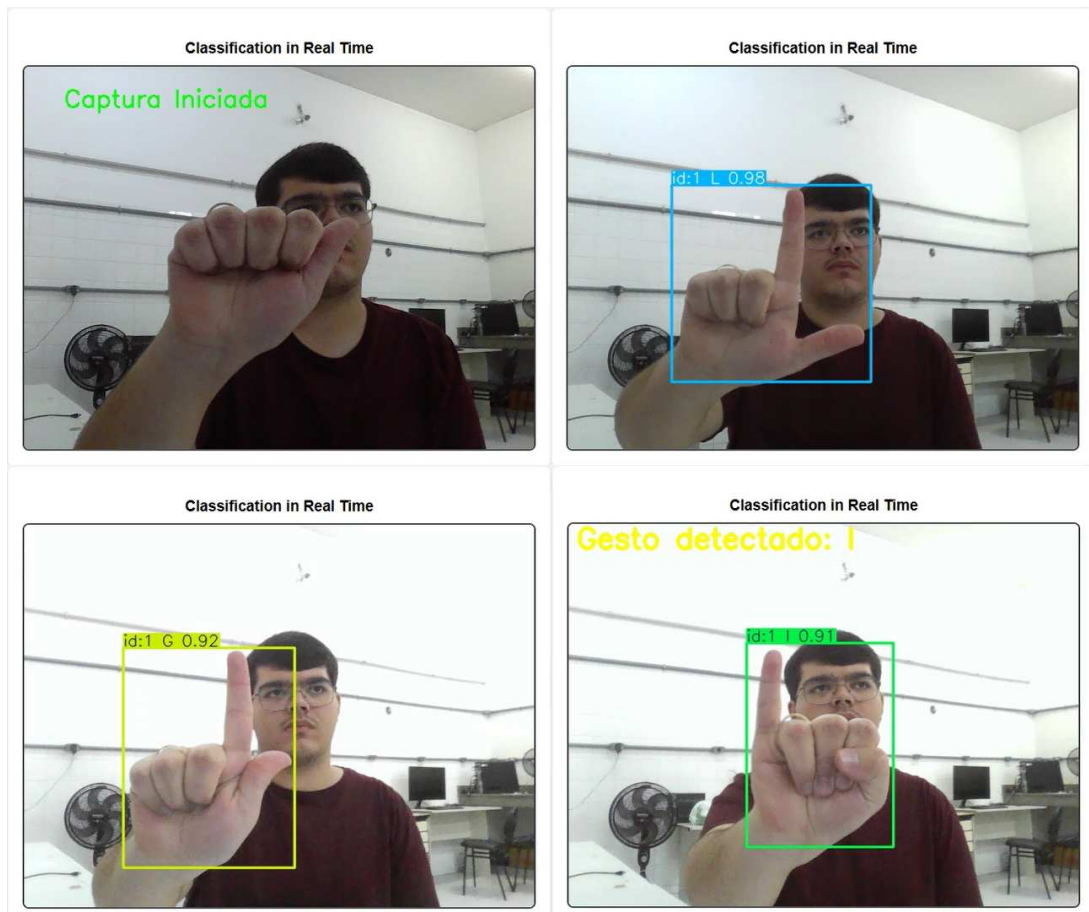 Classification in Real Time
Captura Iniciada
Classification in Real Time
id:1 L 0.98
Classification in Real Time
id:1 G 0.92
Classification in Real Time
Gesto detectado: I
id:1 I 0.91